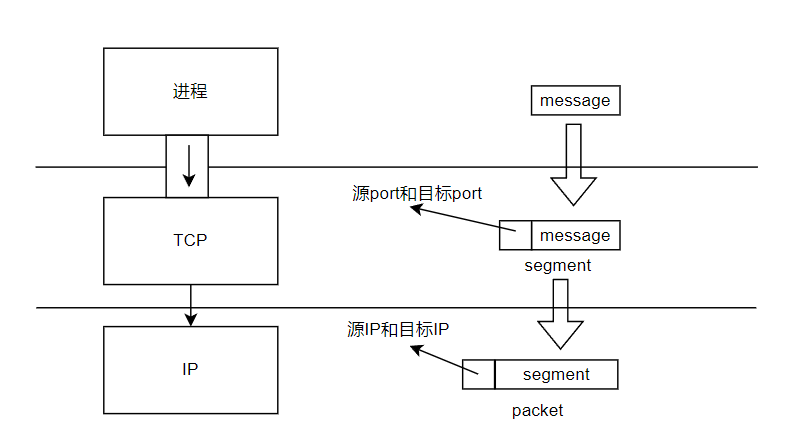 进程
message
源port和目标port
TCP
message
segment
源IP和目标IP
IP
segment
packet